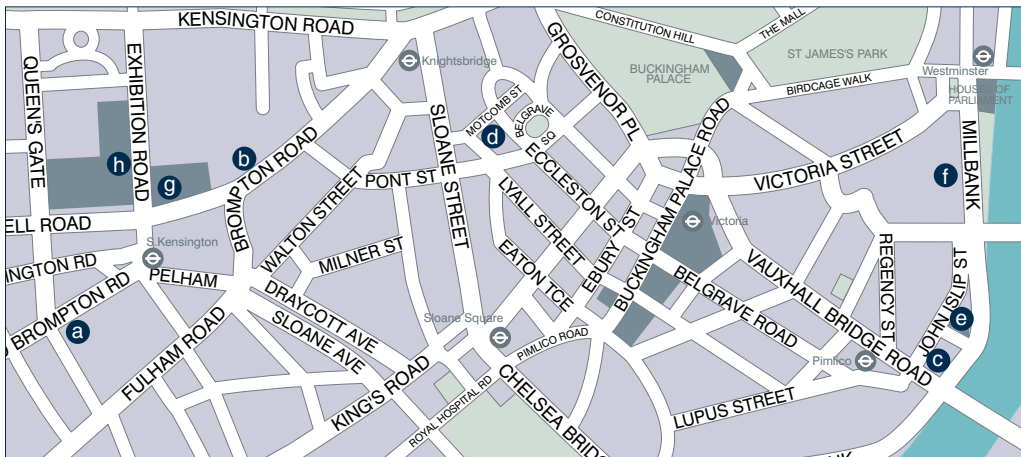 KENSINGTON ROAD
CONSTITUTION HILL
THE MALL
ST JAMES'S PARK
GROSVENOR PL
BUCKINGHAM
PALACE
Knightsbridge
Westminster
HOUSES OF
PARLIAMENT
BIRDCAGE WALK
QUEEN'S GATE
EXHIBITION ROAD
MOTCOMB ST
BELGRAVE
SQ
d
h
g
b
BROMPTON ROAD
SLOANE STREET
ECCLESTON ST
VICTORIA STREET
f
MILLBANK
PONT ST
LYALL STREET
BUCKINGHAM PALACE ROAD
Victoria
ELL ROAD
BROMPTON ROAD
WALTON STREET
MILNER ST
EATON TCE
EBURY ST
S.Kensington
MINGTON RD
PELHAM
DRAYCOTT AVE
SLOANE AVE
BELGRAVE ROAD
VAUXHALL BRIDGE ROAD
REGENCY ST
JOHN ISLIP ST
e
c
D BROMPTON RD
a
FULHAM ROAD
KING'S ROAD
Sloane Square
PIMLICO ROAD
Pimlico
ROYAL HOSPITAL RD
CHELSEA BRIDG
LUPUS STREET